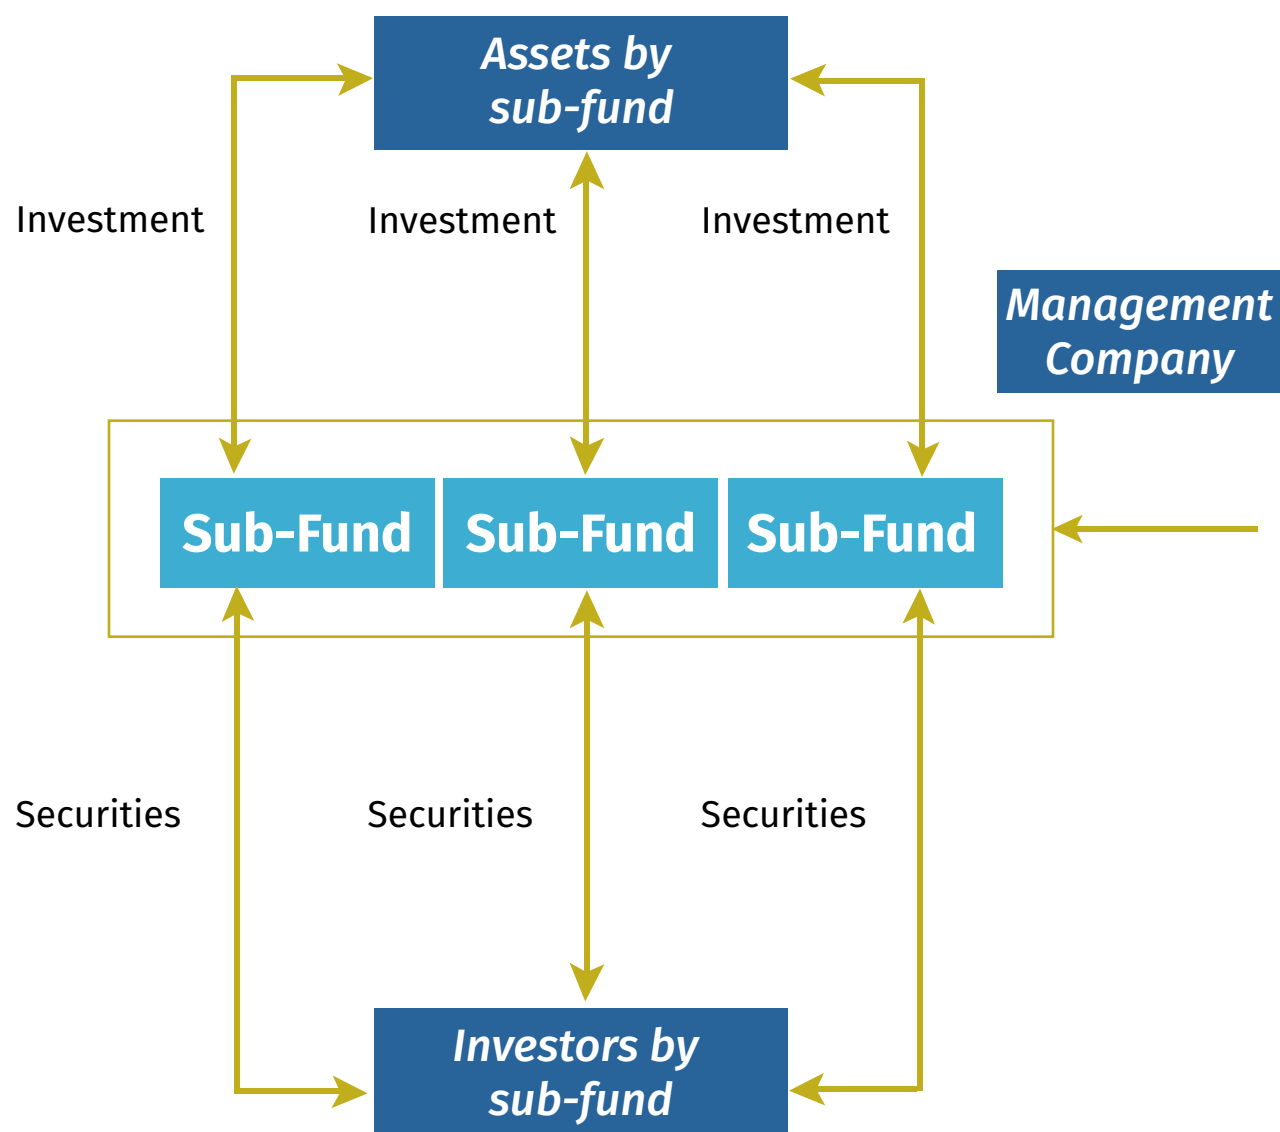 Assets by
sub-fund
Investment
Investment
Investment
Management
Company
Sub-Fund
Sub-Fund
Sub-Fund
Securities
Securities
Securities
Investors by
sub-fund